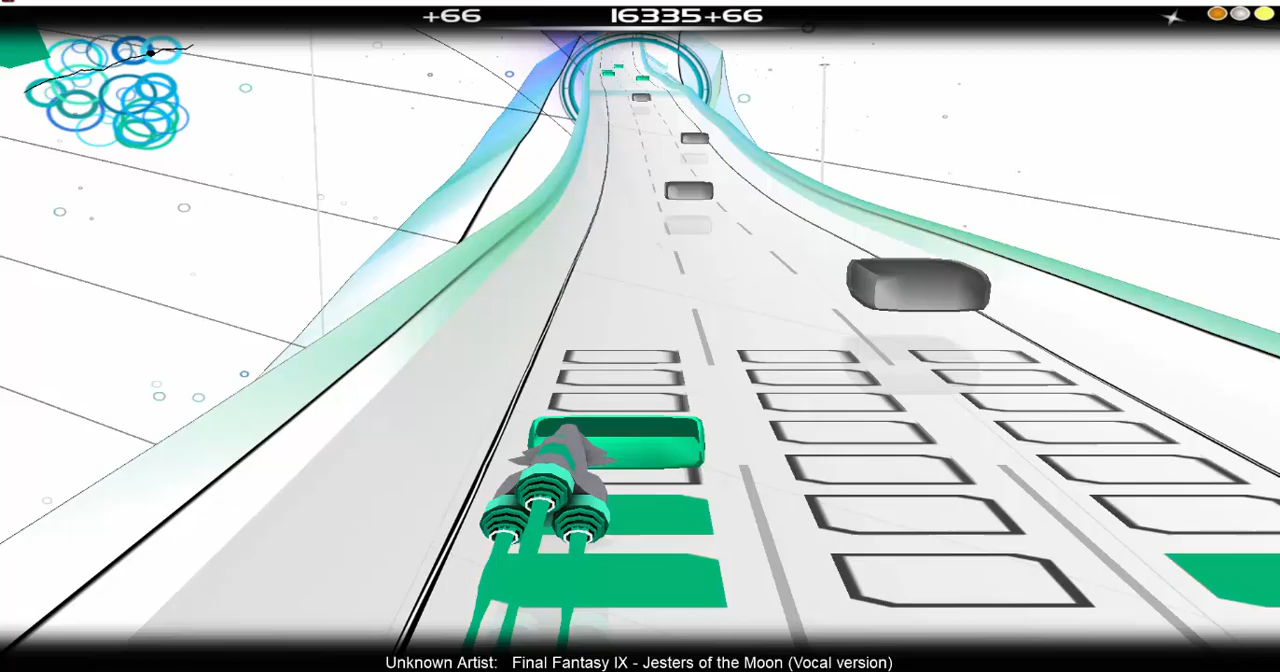 +66 16335+66
Unknown Artist: Final Fantasy IX - Jesters of the Moon (Vocal version)